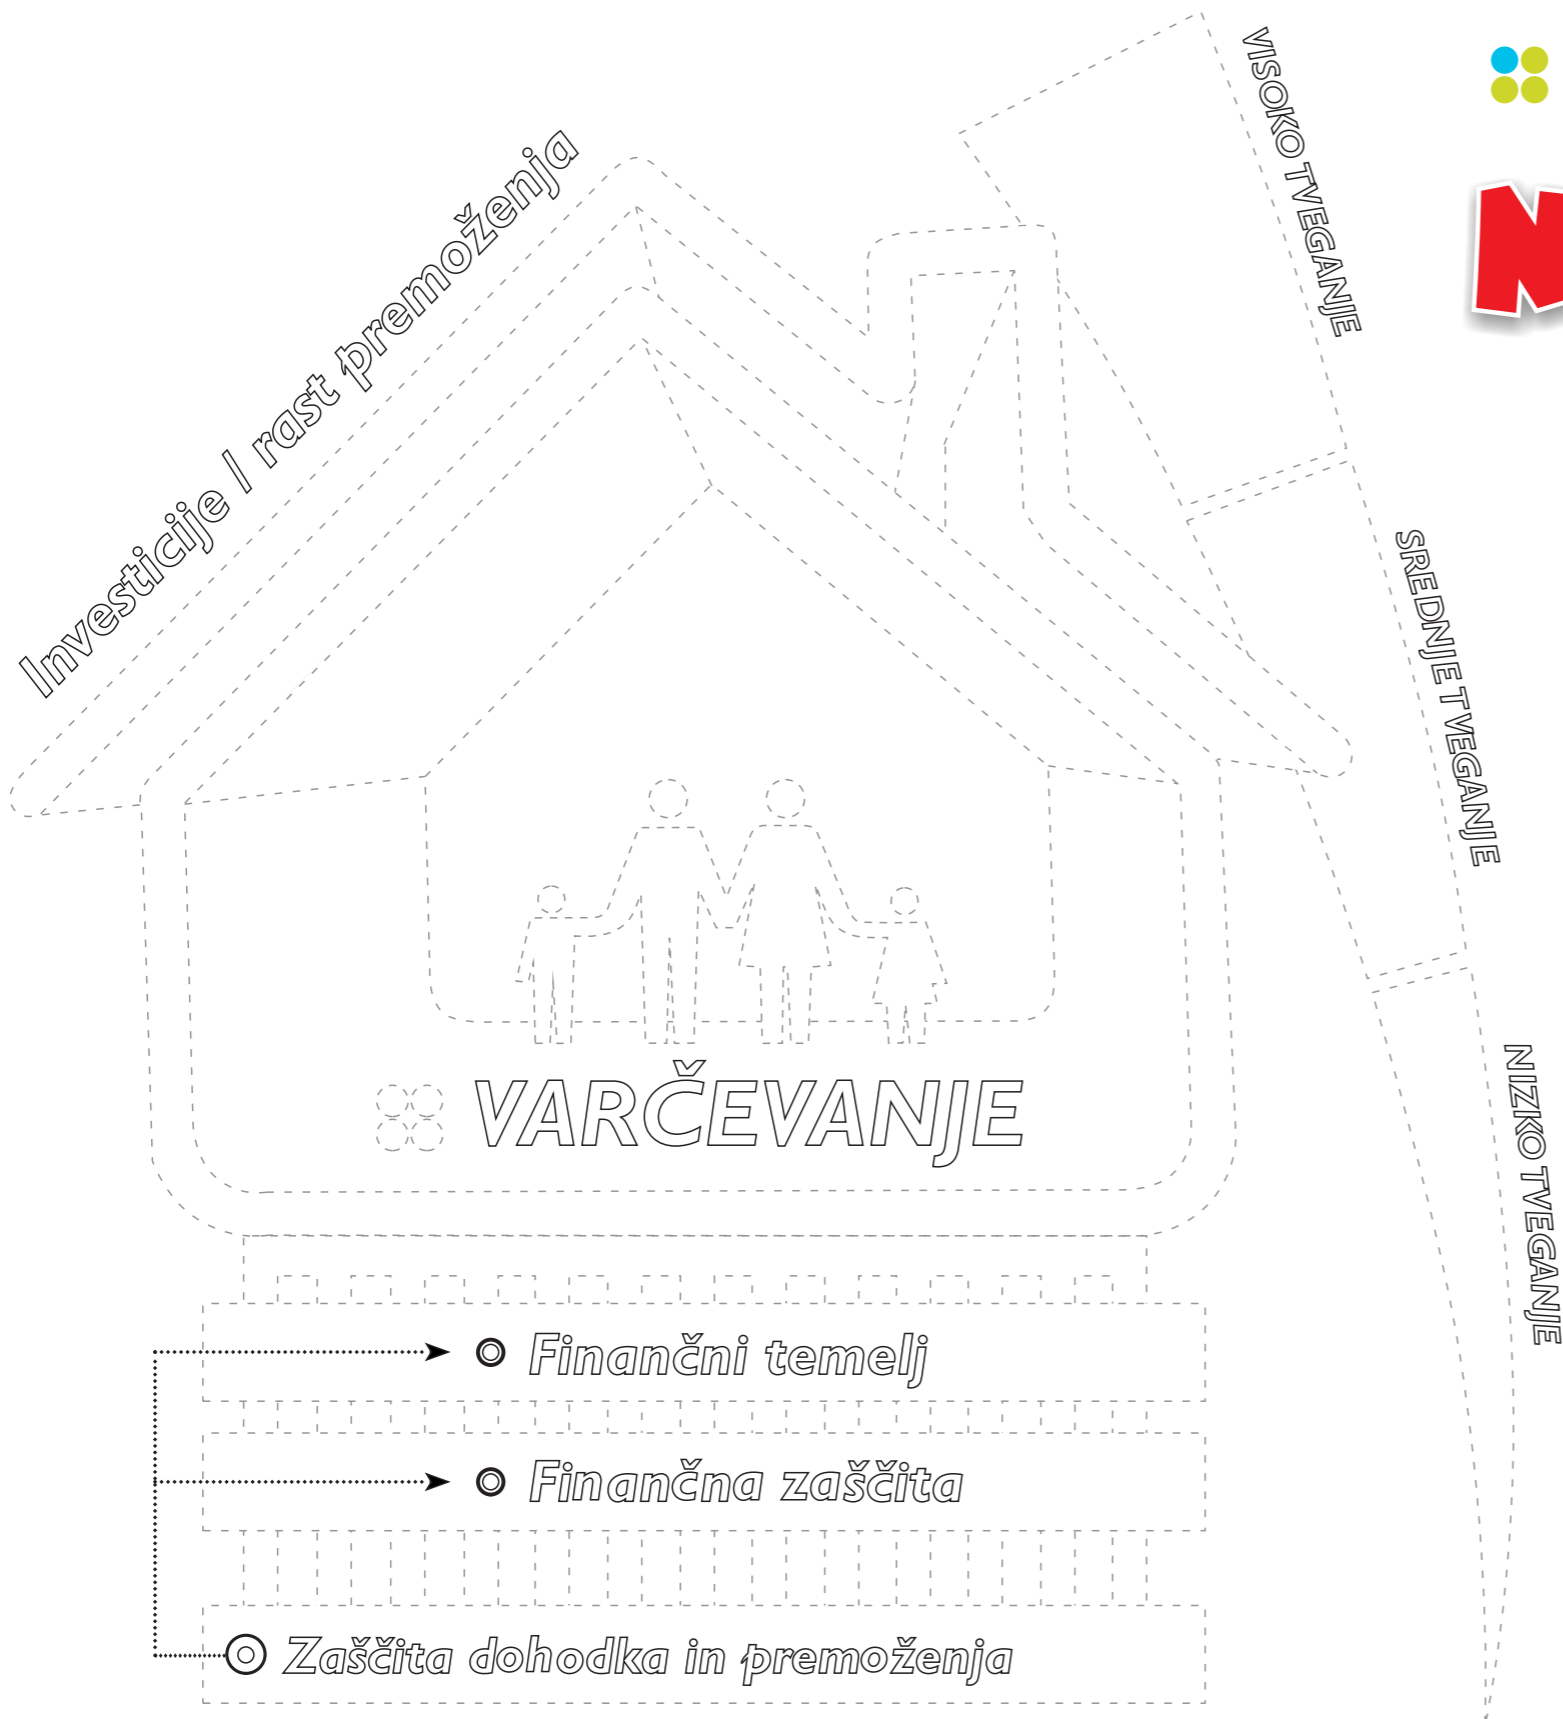 VISOKO TVEGANJE
N
Investicije / rast premoženja
SREDNJE TVEGANJE
NIZKO TVEGANJE
VARČEVANJE
Finančni temelj
Finančna zaščita
Zaščita dohodka in premoženja